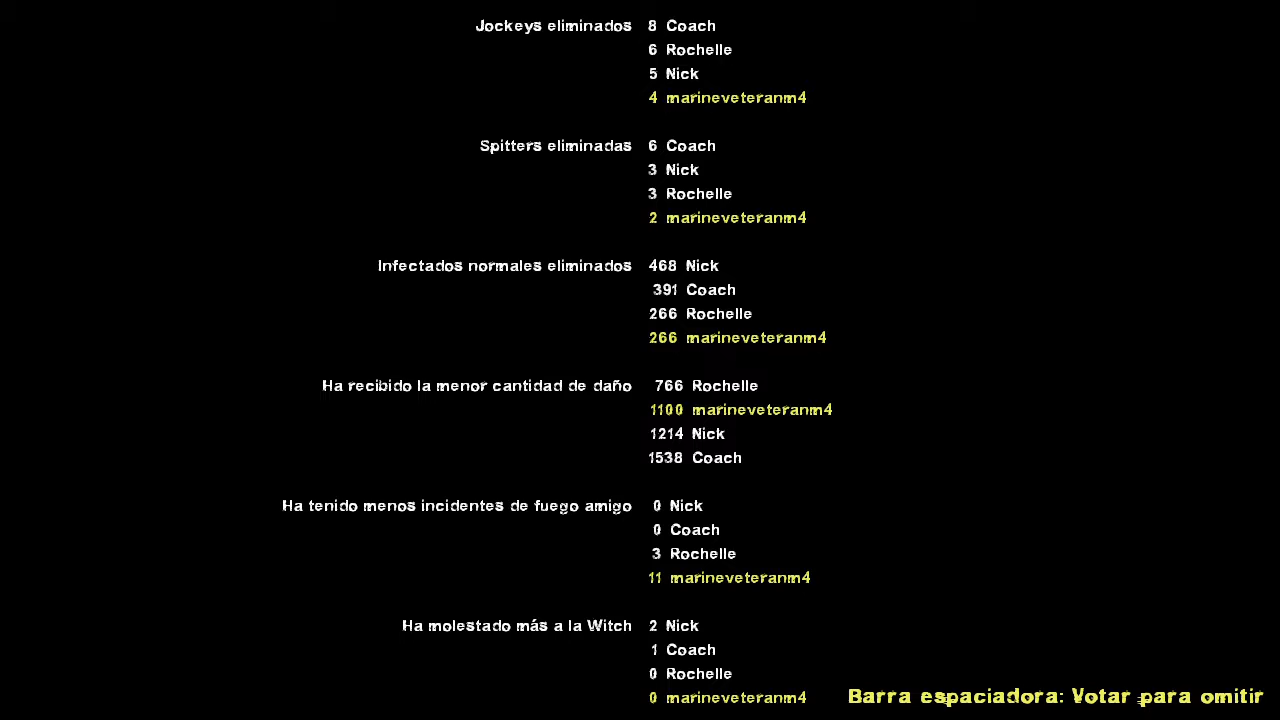 Jockeys eliminados 8 Coach
6 Rochelle
5 Nick
4 marineveteranm4
Spitters eliminadas 6 Coach
3 Nick
3 Rochelle
2 marineveteranm4
Infectados normales eliminados 468 Nick
391 Coach
266 Rochelle
266 marineveteranm4
Ha recibido la menor cantidad de daño 766 Rochelle
1100 marineveteranm4
1214 Nick
1538 Coach
Ha tenido menos incidentes de fuego amigo 0 Nick
0 Coach
3 Rochelle
11 marineveteranm4
Ha molestado más a la Witch 2 Nick
1 Coach
0 Rochelle
0 marineveteranm4
Barra espaciadora: Votar para omitir